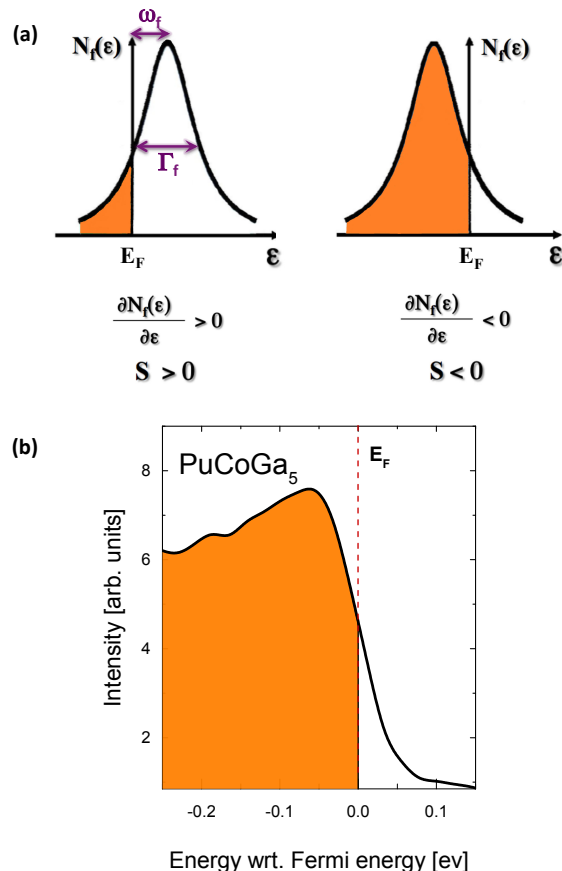 (a)
ω_f
N_f(ε)
Γ_f
E_F
ε
∂N_f(ε)
∂ε
> 0
S > 0
N_f(ε)
E_F
ε
∂N_f(ε)
∂ε
< 0
S < 0
(b)
PuCoGa₅
E_F
Intensity [arb. units]
8
6
4
2
-0.2
-0.1
0.0
0.1
Energy wrt. Fermi energy [ev]